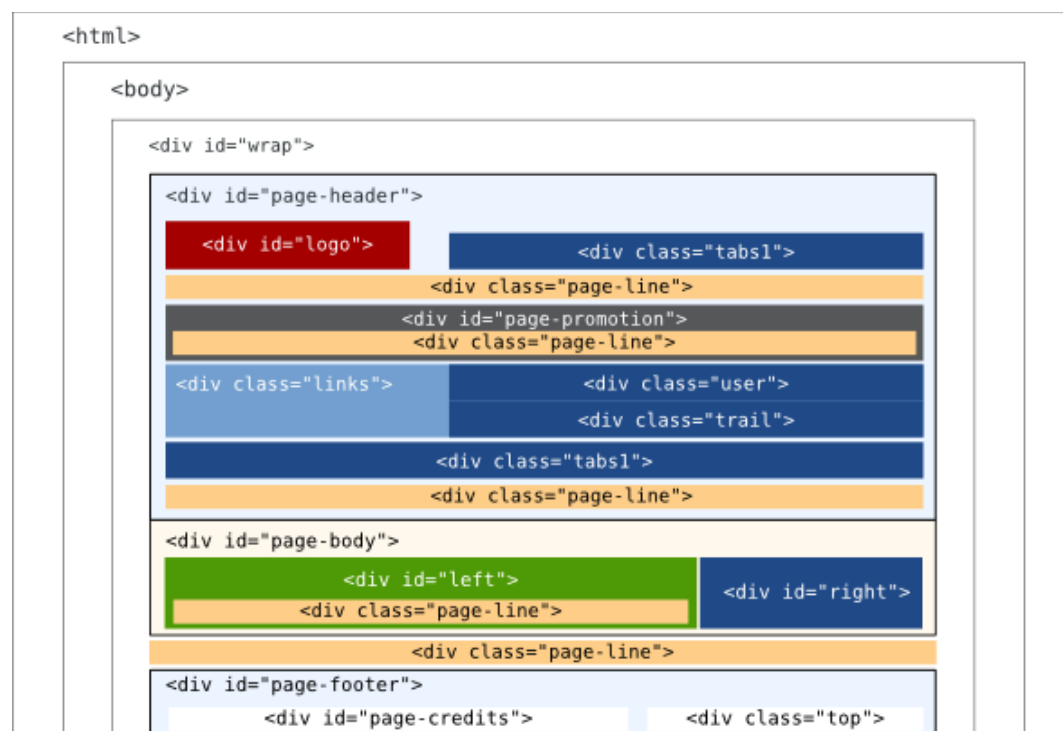 <html>
<body>
<div id="wrap">
<div id="page-header">
<div id="logo">
<div class="tabs1">
<div class="page-line">
<div id="page-promotion">
<div class="page-line">
<div class="links">
<div class="user">
<div class="trail">
<div class="tabs1">
<div class="page-line">
<div id="page-body">
<div id="left">
<div id="right">
<div class="page-line">
<div class="page-line">
<div id="page-footer">
<div id="page-credits">
<div class="top">